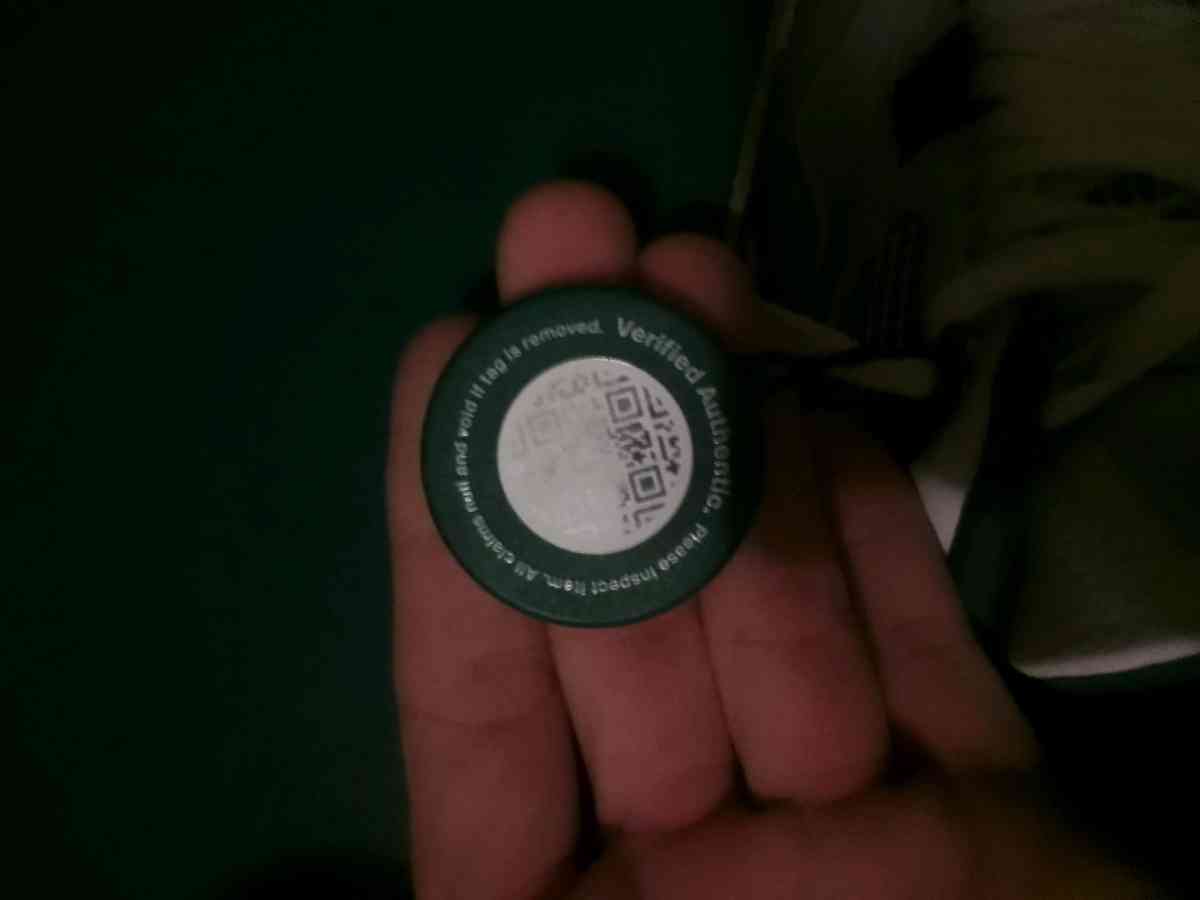 Verified Authentic.
Please inspect item. All claims null and void if tag is removed.